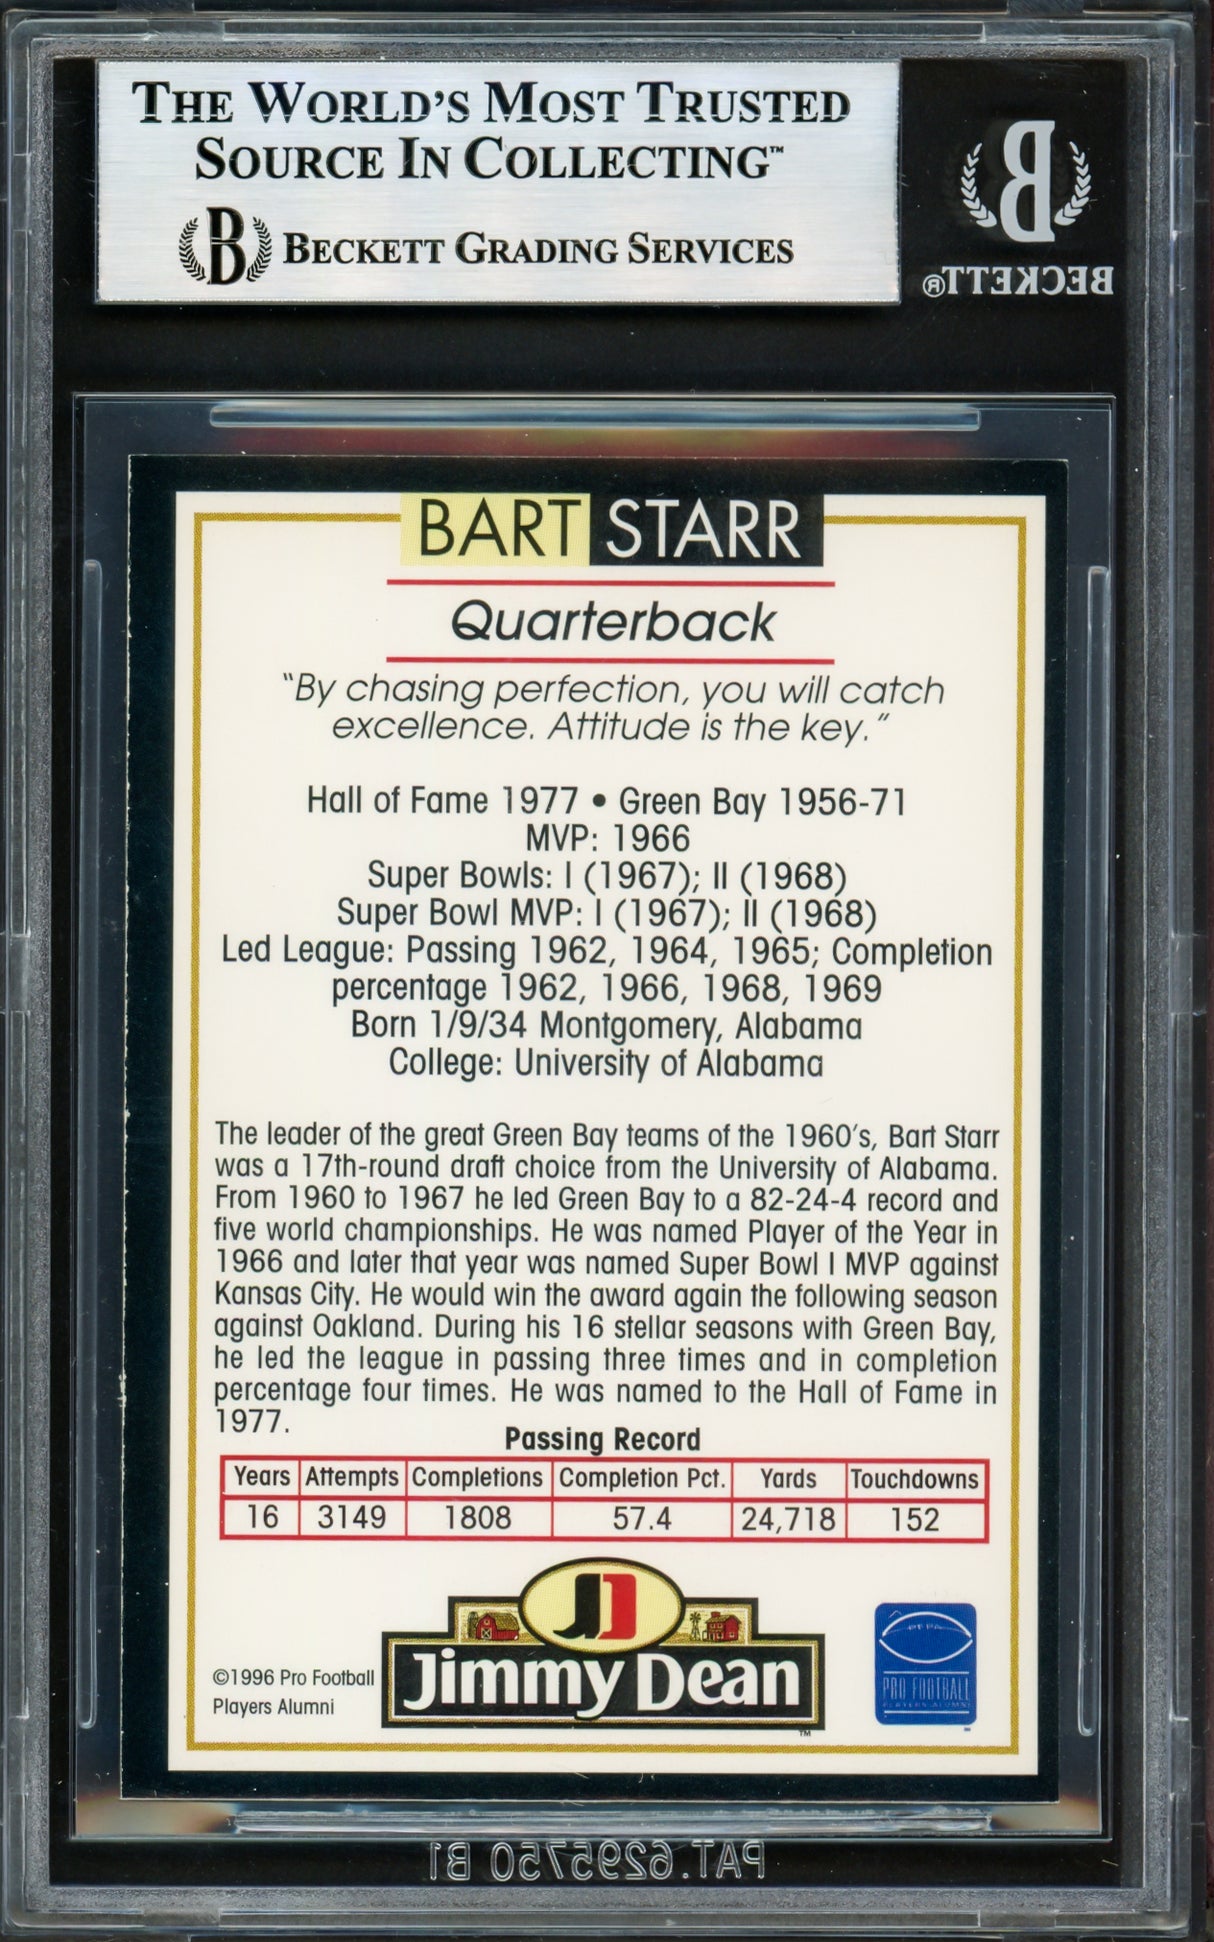 THE WORLD'S MOST TRUSTED
SOURCE IN COLLECTING™
B BECKETT GRADING SERVICES
B
BECKETT®
BART STARR
Quarterback
“By chasing perfection, you will catch
excellence. Attitude is the key.”
Hall of Fame 1977 • Green Bay 1956-71
MVP: 1966
Super Bowls: I (1967); II (1968)
Super Bowl MVP: I (1967); II (1968)
Led League: Passing 1962, 1964, 1965; Completion
percentage 1962, 1966, 1968, 1969
Born 1/9/34 Montgomery, Alabama
College: University of Alabama
The leader of the great Green Bay teams of the 1960's, Bart Starr
was a 17th-round draft choice from the University of Alabama.
From 1960 to 1967 he led Green Bay to a 82-24-4 record and
five world championships. He was named Player of the Year in
1966 and later that year was named Super Bowl I MVP against
Kansas City. He would win the award again the following season
against Oakland. During his 16 stellar seasons with Green Bay,
he led the league in passing three times and in completion
percentage four times. He was named to the Hall of Fame in
1977.
Passing Record
Years Attempts Completions Completion Pct. Yards Touchdowns
16 3149 1808 57.4 24,718 152
©1996 Pro Football
Players Alumni
Jimmy Dean™
PFPA
PRO FOOTBALL
PLAYERS ALUMNI
PAT.6295750 B1